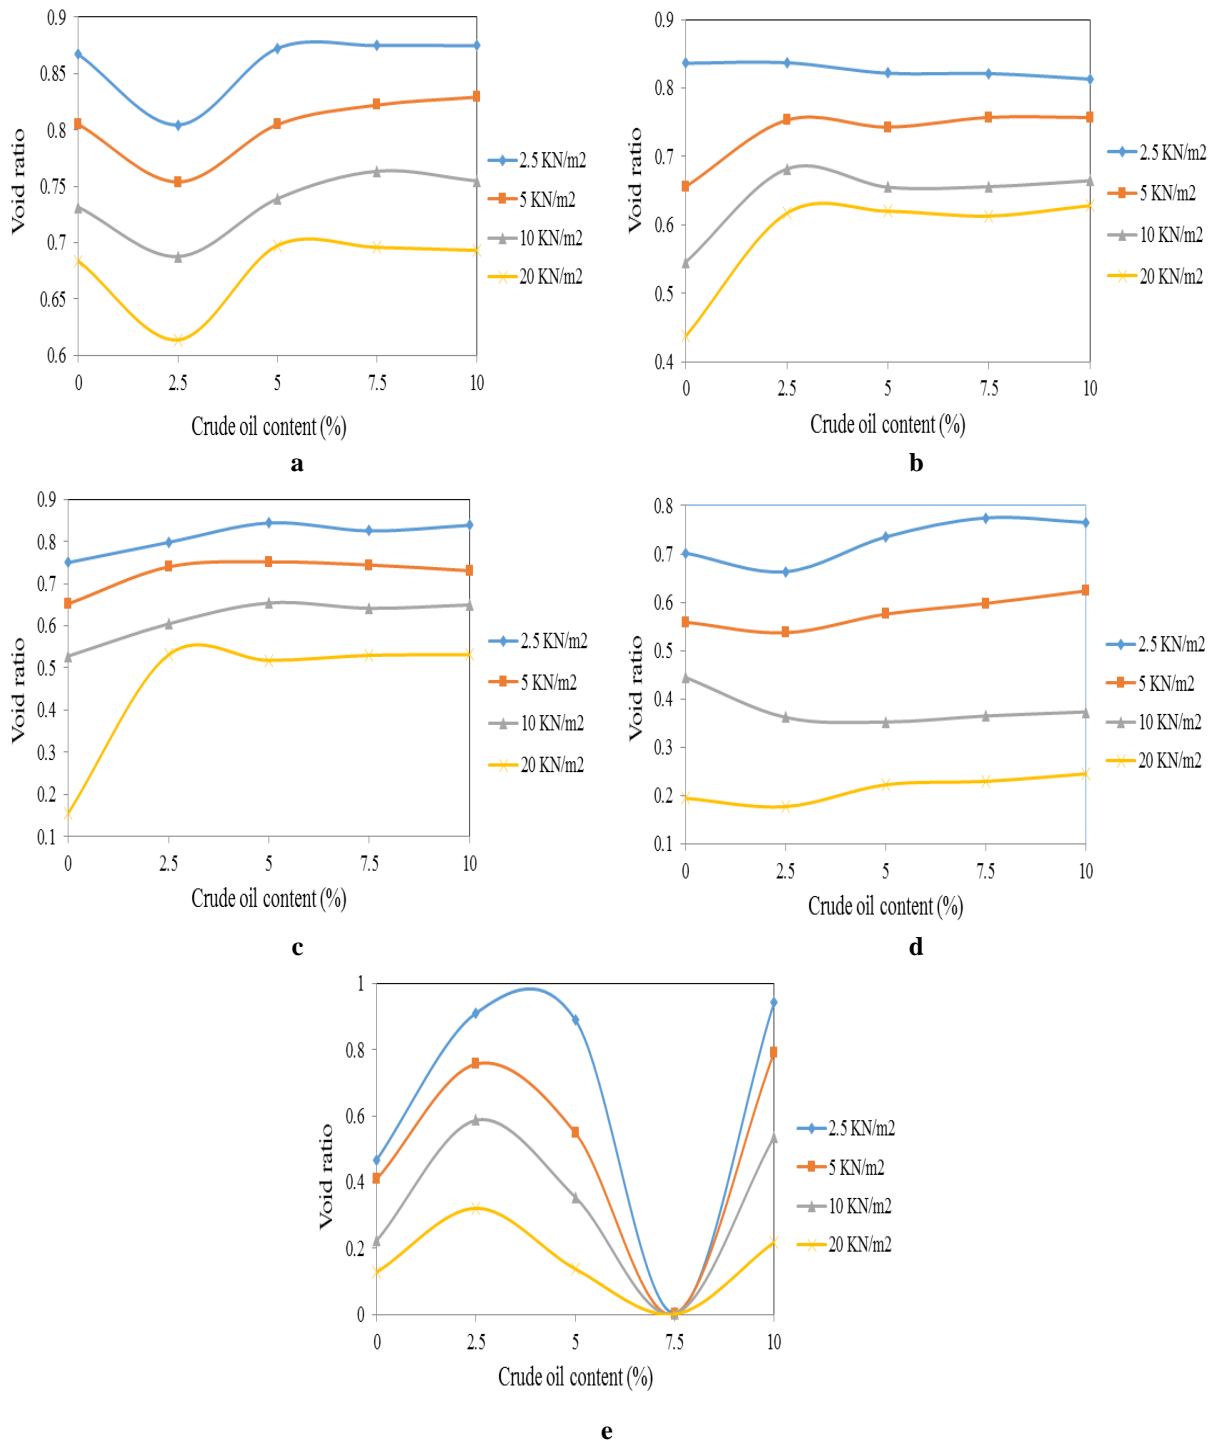 0.9
0.85
0.8
0.75
0.7
0.65
0.6
Void ratio
0 2.5 5 7.5 10
Crude oil content (%)
2.5 KN/m2
5 KN/m2
10 KN/m2
20 KN/m2
a
0.9
0.8
0.7
0.6
0.5
0.4
Void ratio
0 2.5 5 7.5 10
Crude oil content (%)
2.5 KN/m2
5 KN/m2
10 KN/m2
20 KN/m2
b
0.9
0.8
0.7
0.6
0.5
0.4
0.3
0.2
0.1
Void ratio
0 2.5 5 7.5 10
Crude oil content (%)
2.5 KN/m2
5 KN/m2
10 KN/m2
20 KN/m2
c
0.8
0.7
0.6
0.5
0.4
0.3
0.2
0.1
Void ratio
0 2.5 5 7.5 10
Crude oil content (%)
2.5 KN/m2
5 KN/m2
10 KN/m2
20 KN/m2
d
1
0.8
0.6
0.4
0.2
0
Void ratio
0 2.5 5 7.5 10
Crude oil content (%)
2.5 KN/m2
5 KN/m2
10 KN/m2
20 KN/m2
e